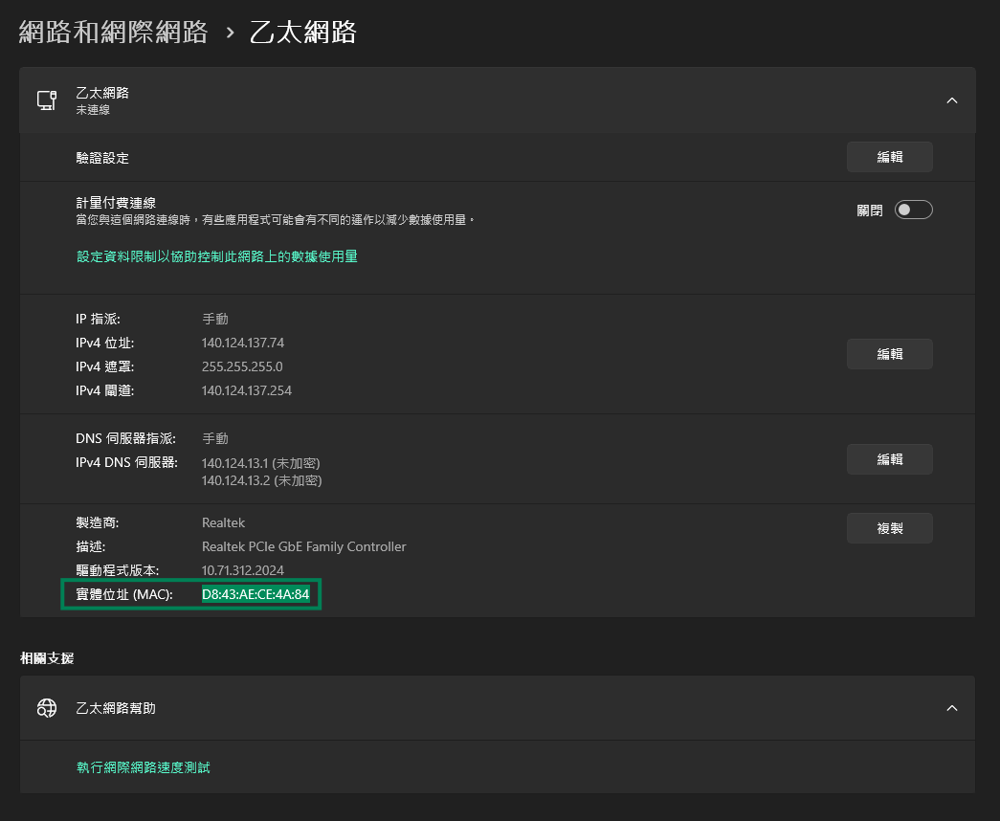 網路和網際網路 › 乙太網路
乙太網路
未連線
驗證設定
編輯
計量付費連線
當您與這個網路連線時，有些應用程式可能會有不同的運作以減少數據使用量。
關閉
設定資料限制以協助控制此網路上的數據使用量
IP 指派: 手動
IPv4 位址: 140.124.137.74
IPv4 遮罩: 255.255.255.0
IPv4 閘道: 140.124.137.254
編輯
DNS 伺服器指派: 手動
IPv4 DNS 伺服器: 140.124.13.1 (未加密)
140.124.13.2 (未加密)
編輯
製造商: Realtek
描述: Realtek PCIe GbE Family Controller
驅動程式版本: 10.71.312.2024
實體位址 (MAC): D8:43:AE:CE:4A:84
複製
相關支援
乙太網路幫助
執行網際網路速度測試